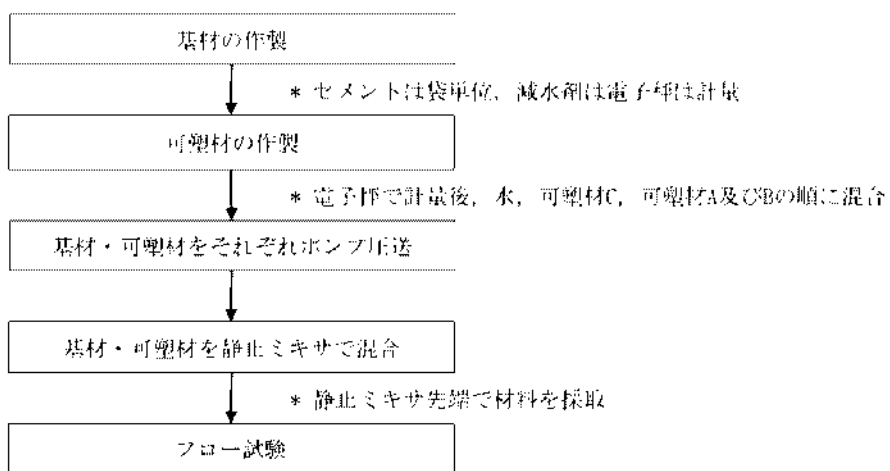 基材の作製
* セメントは袋単位，減水剤は電子秤は計量
可塑材の作製
* 電子秤で計量後，水，可塑材C，可塑材A及びBの順に混合
基材・可塑材をそれぞれポンプ圧送
基材・可塑材を静止ミキサで混合
* 静止ミキサ先端で材料を採取
フロー試験